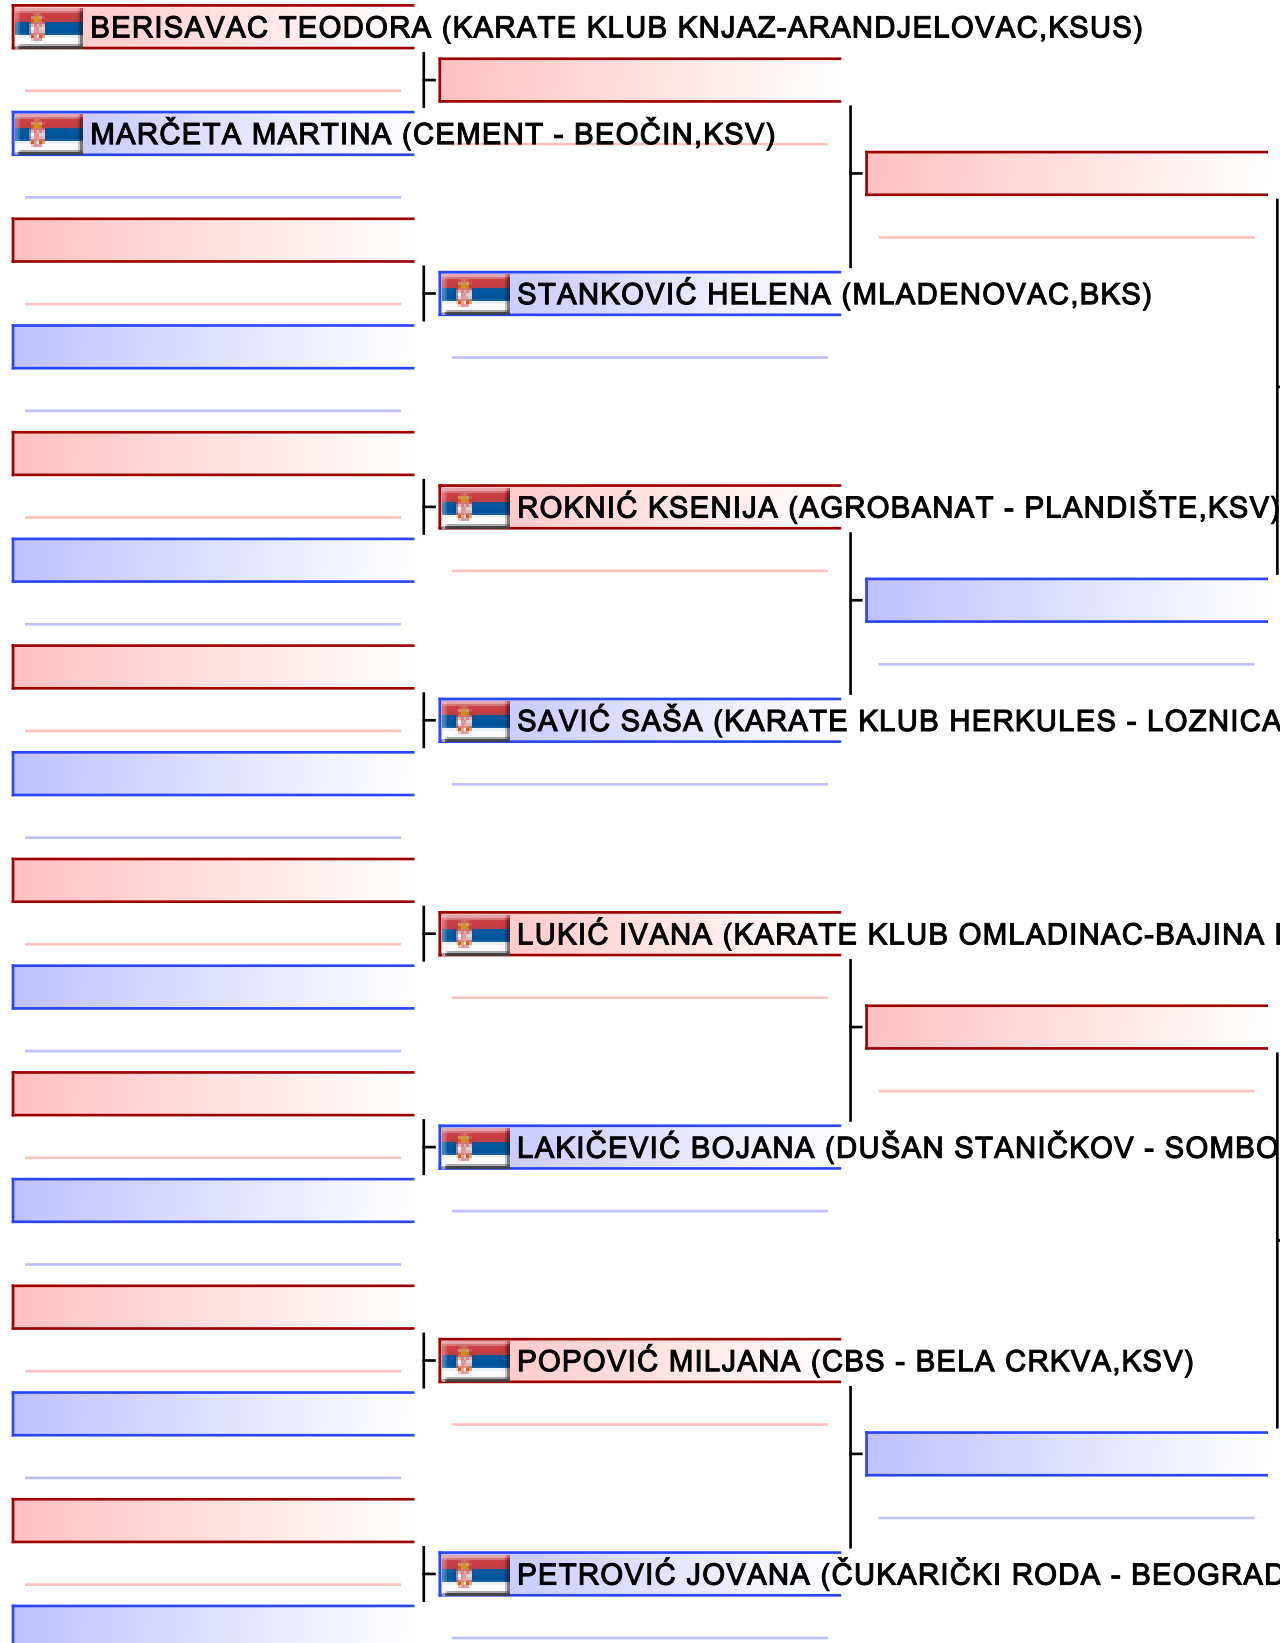 BERISAVAC TEODORA (KARATE KLUB KNJAZ-ARANDJELOVAC,KSUS)
MARČETA MARTINA (CEMENT - BEOČIN,KSV)
STANKOVIĆ HELENA (MLADENOVAC,BKS)
ROKNIĆ KSENIJA (AGROBANAT - PLANDIŠTE,KSV)
SAVIĆ SAŠA (KARATE KLUB HERKULES - LOZNICA
LUKIĆ IVANA (KARATE KLUB OMLADINAC-BAJINA
LAKIČEVIĆ BOJANA (DUŠAN STANIČKOV - SOMBO
POPOVIĆ MILJANA (CBS - BELA CRKVA,KSV)
PETROVIĆ JOVANA (ČUKARIČKI RODA - BEOGRAD